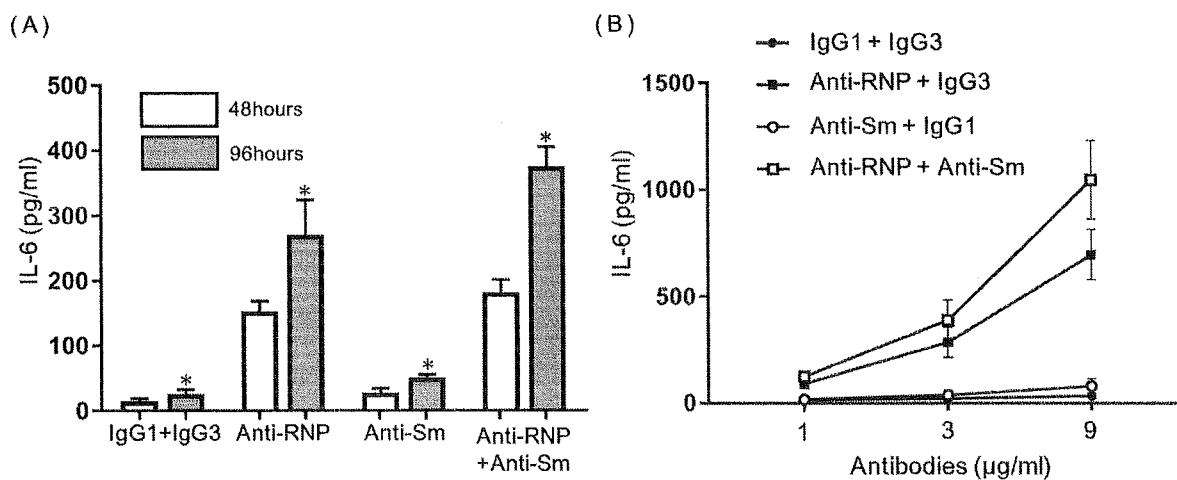 (A)
IL-6 (pg/ml)
500
400
300
200
100
0
48hours
96hours
*
*
*
*
IgG1+IgG3
Anti-RNP
Anti-Sm
Anti-RNP
+Anti-Sm
(B)
IgG1 + IgG3
Anti-RNP + IgG3
Anti-Sm + IgG1
Anti-RNP + Anti-Sm
IL-6 (pg/ml)
1500
1000
500
0
1
3
9
Antibodies (µg/ml)